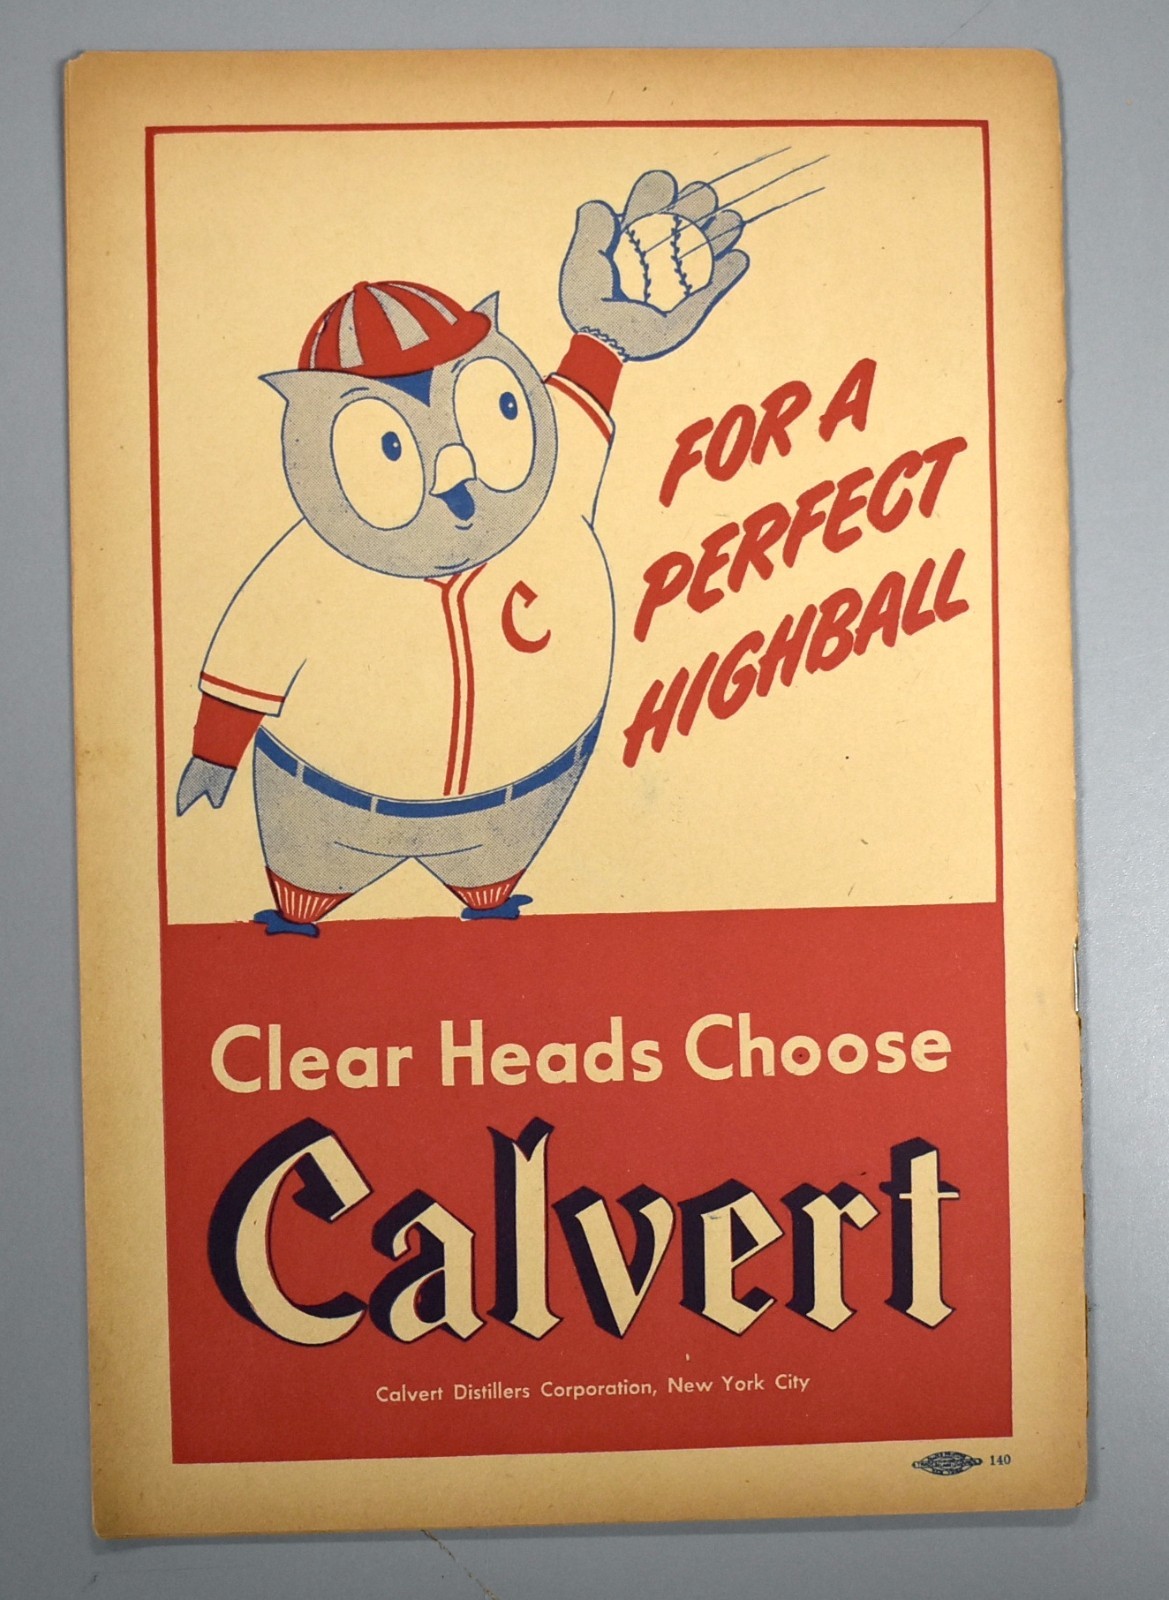 C
FOR A
PERFECT
HIGHBALL
Clear Heads Choose
Calvert
Calvert Distillers Corporation, New York City
140